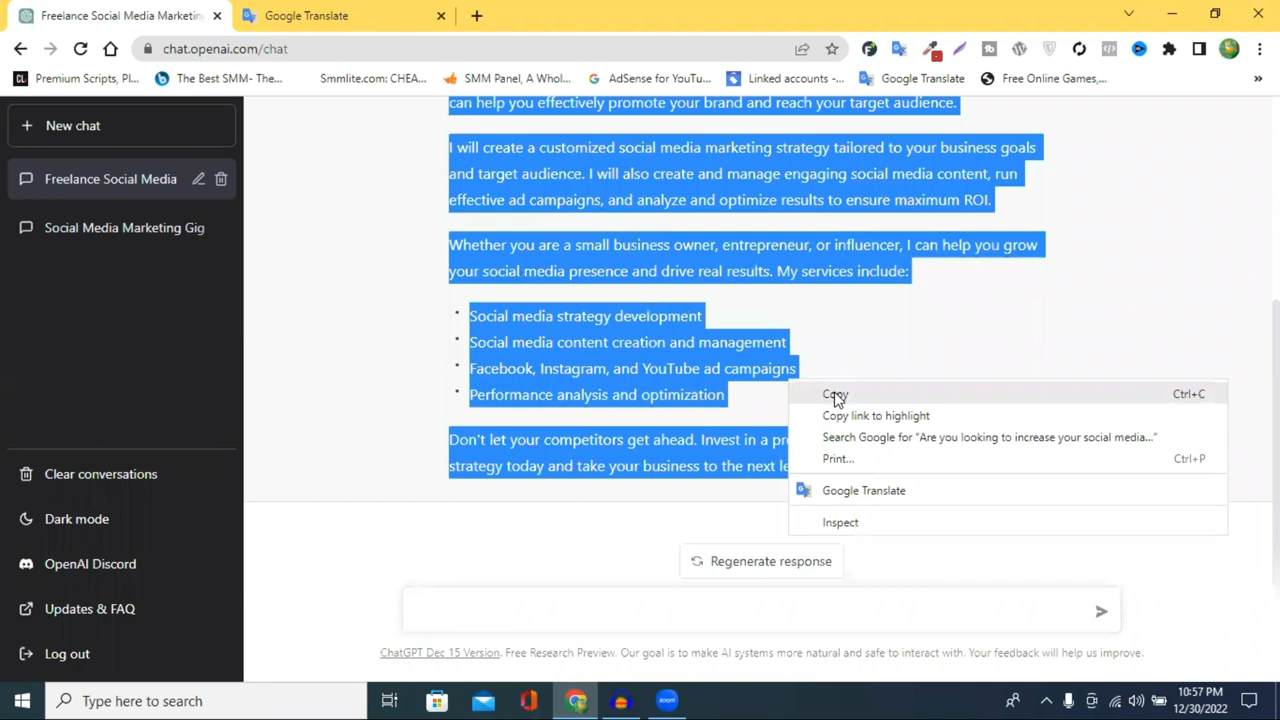 Freelance Social Media Marketin
Google Translate
chat.openai.com/chat
Premium Scripts, Pl...
The Best SMM- The...
Smmlite.com: CHEA...
SMM Panel, A Whol...
AdSense for YouTu...
Linked accounts -...
Google Translate
Free Online Games,...
New chat
Freelance Social Media
Social Media Marketing Gig
Clear conversations
Dark mode
OpenAI Discord
Updates & FAQ
Log out
can help you effectively promote your brand and reach your target audience.
I will create a customized social media marketing strategy tailored to your business goals
and target audience. I will also create and manage engaging social media content, run
effective ad campaigns, and analyze and optimize results to ensure maximum ROI.
Whether you are a small business owner, entrepreneur, or influencer, I can help you grow
your social media presence and drive real results. My services include:
Social media strategy development
Social media content creation and management
Facebook, Instagram, and YouTube ad campaigns
Performance analysis and optimization
Don't let your competitors get ahead. Invest in a pr
strategy today and take your business to the next le
Copy Ctrl+C
Copy link to highlight
Search Google for "Are you looking to increase your social media..."
Print... Ctrl+P
Google Translate
Inspect
Regenerate response
ChatGPT Dec 15 Version. Free Research Preview. Our goal is to make AI systems more natural and safe to interact with. Your feedback will help us improve.
Type here to search
zoom
10:57 PM
12/30/2022